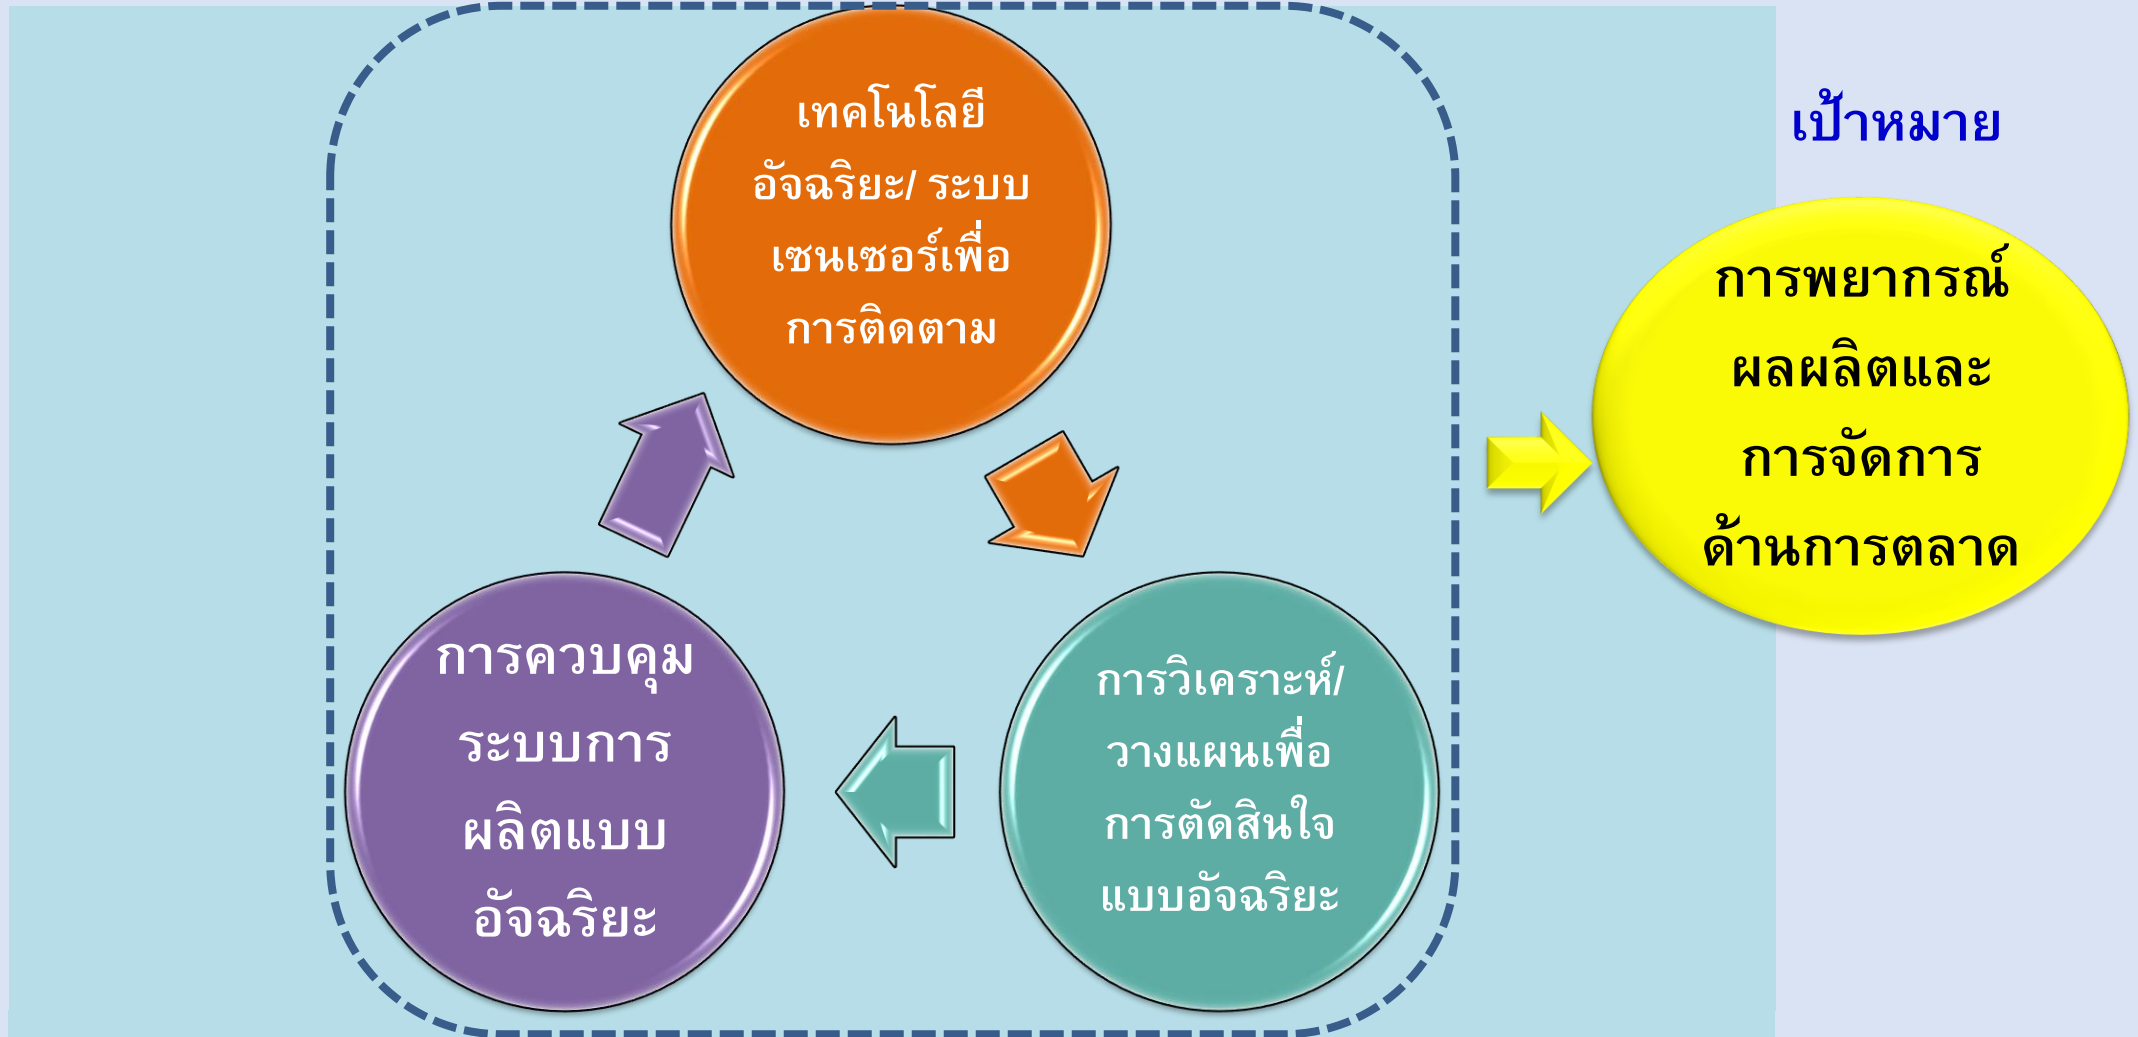 เทคโนโลยี
อัจฉริยะ/ ระบบ
เซนเซอร์เพื่อ
การติดตาม
การวิเคราะห์/
วางแผนเพื่อ
การตัดสินใจ
แบบอัจฉริยะ
การควบคุม
ระบบการ
ผลิตแบบ
อัจฉริยะ
เป้าหมาย
การพยากรณ์
ผลผลิตและ
การจัดการ
ด้านการตลาด